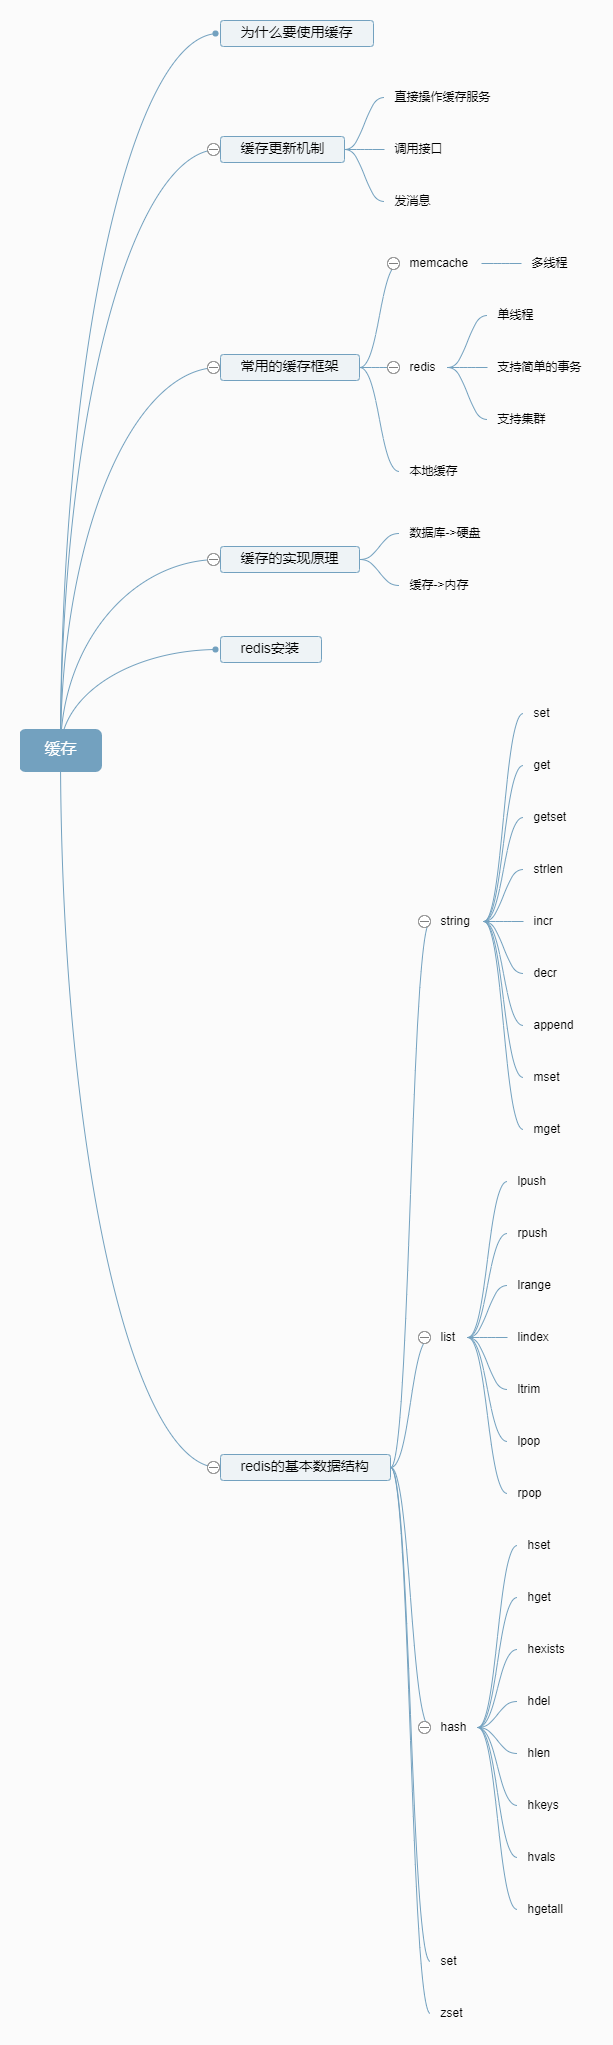 为什么要使用缓存
直接操作缓存服务
缓存更新机制
调用接口
发消息
memcache
多线程
单线程
常用的缓存框架
redis
支持简单的事务
支持集群
本地缓存
数据库->硬盘
缓存的实现原理
缓存->内存
redis安装
缓存
set
get
getset
strlen
string
incr
decr
append
mset
mget
lpush
rpush
lrange
list
lindex
ltrim
lpop
redis的基本数据结构
rpop
hset
hget
hexists
hdel
hash
hlen
hkeys
hvals
hgetall
set
zset